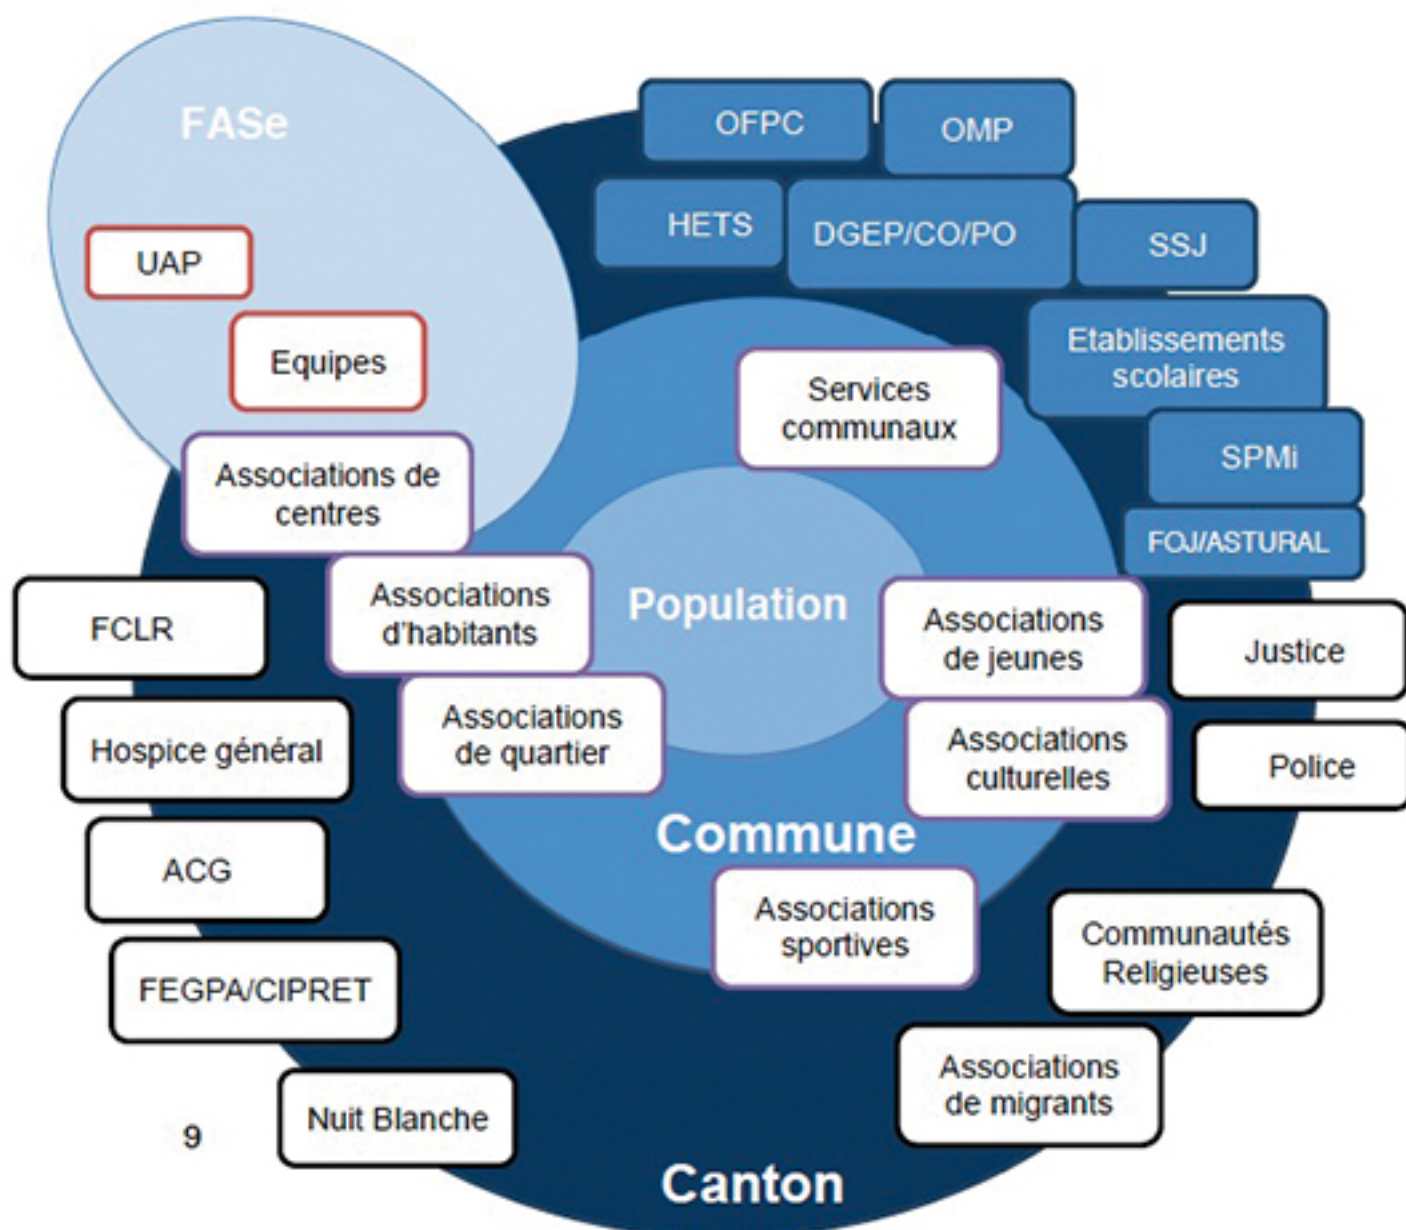 FASe
OFPC
OMP
HETS
DGEP/CO/PO
SSJ
UAP
Equipes
Services
communaux
Etablissements
scolaires
SPMi
FOJ/ASTURAL
Associations de
centres
Associations
d'habitants
Population
Associations
de jeunes
Justice
FCLR
Associations
de quartier
Associations
culturelles
Police
Hospice général
Commune
ACG
Associations
sportives
Communautés
Religieuses
FEGPA/CIPRET
Associations
de migrants
Nuit Blanche
9
Canton